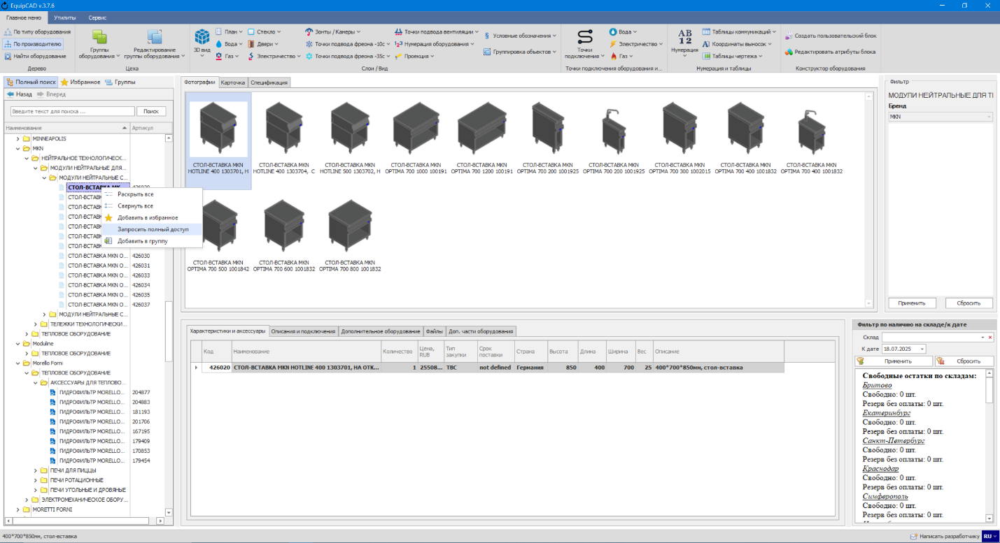 EquipCAD v.3.7.6
Главное меню Утилиты Сервис
По типу оборудования
По производителю
Найти оборудование
Дерево
Группы оборудования
Редактирование группы оборудования
Цеха
3D вид
План Стекло Зонты / Камеры Точки подвода вентиляции
Вода Двери Точки подвода фреона -10с Нумерация оборудования
Газ Электричество Точки подвода фреона -35с Проекция
Условные обозначения
Группировка объектов
Слои / Вид
Точки подключения
Вода
Электричество
Газ
Точки подключения оборудования и...
AB 12
Нумерация
Таблицы коммуникаций
Координаты выносок
Таблицы чертежа
Нумерация и таблицы
Создать пользовательский блок
Редактировать атрибуты блока
Конструктор оборудования
Полный поиск Избранное Группы
Назад Вперед
Введите текст для поиска ... Поиск
Наименование Артикул
MINNEAPOLIS
MKN
НЕЙТРАЛЬНОЕ ТЕХНОЛОГИЧЕСК...
МОДУЛИ НЕЙТРАЛЬНЫЕ ДЛЯ...
МОДУЛИ НЕЙТРАЛЬНЫЕ С...
СТОЛ-ВСТАВКА МК... 426020
СТОЛ-ВСТАВК
СТОЛ-ВСТАВК
СТОЛ-ВСТАВК
СТОЛ-ВСТАВК
СТОЛ-ВСТАВК
СТОЛ-ВСТАВК
Раскрыть все
Свернуть все
Добавить в избранное
Запросить полный доступ
Добавить в группу
СТОЛ-ВСТАВКА MKN O... 426030
СТОЛ-ВСТАВКА MKN O... 426031
СТОЛ-ВСТАВКА MKN O... 426033
СТОЛ-ВСТАВКА MKN O... 426034
СТОЛ-ВСТАВКА MKN O... 426035
СТОЛ-ВСТАВКА MKN O... 426037
МОДУЛИ НЕЙТРАЛЬНЫЕ С...
ТЕЛЕЖКИ ТЕХНОЛОГИЧЕСКИ...
ТЕПЛОВОЕ ОБОРУДОВАНИЕ
Moduline
ТЕПЛОВОЕ ОБОРУДОВАНИЕ
Morello Forni
ТЕПЛОВОЕ ОБОРУДОВАНИЕ
АКСЕССУАРЫ ДЛЯ ТЕПЛОВО...
ГИДРОФИЛЬТР MORELLO... 204877
ГИДРОФИЛЬТР MORELLO... 204883
ГИДРОФИЛЬТР MORELLO... 181193
ГИДРОФИЛЬТР MORELLO... 201706
ГИДРОФИЛЬТР MORELLO... 167195
ГИДРОФИЛЬТР MORELLO... 179409
ГИДРОФИЛЬТР MORELLO... 170853
ГИДРОФИЛЬТР MORELLO... 179454
ПЕЧИ ДЛЯ ПИЦЦЫ
ПЕЧИ РОТАЦИОННЫЕ
ПЕЧИ УГОЛЬНЫЕ И ДРОВЯНЫЕ
ЭЛЕКТРОМЕХАНИЧЕСКОЕ ОБОРУ...
MORETTI FORNI
Фотографии Карточка Спецификация
СТОЛ-ВСТАВКА MKN СТОЛ-ВСТАВКА MKN СТОЛ-ВСТАВКА MKN СТОЛ-ВСТАВКА MKN СТОЛ-ВСТАВКА MKN СТОЛ-ВСТАВКА MKN СТОЛ-ВСТАВКА MKN СТОЛ-ВСТАВКА MKN СТОЛ-ВСТАВКА MKN СТОЛ-ВСТАВКА MKN
HOTLINE 400 1303701, Н HOTLINE 400 1303704, С HOTLINE 500 1303702, Н OPTIMA 700 1000 100191 OPTIMA 700 1200 100191 OPTIMA 700 200 1001925 OPTIMA 700 200 1001925 OPTIMA 700 300 1002015 OPTIMA 700 400 1001832 OPTIMA 700 400 1001832
СТОЛ-ВСТАВКА MKN СТОЛ-ВСТАВКА MKN СТОЛ-ВСТАВКА MKN
OPTIMA 700 500 1001842 OPTIMA 700 600 1001832 OPTIMA 700 800 1001832
Фильтр
МОДУЛИ НЕЙТРАЛЬНЫЕ ДЛЯ ТІ
Бренд
MKN
Применить Сбросить
Характеристики и аксессуары Описания и подключения Дополнительное оборудование Файлы Доп. части оборудования
Код Наименование Количество Цена, RUB Тип закупки Срок поставки Страна Высота Длина Ширина Вес Описание
426020 СТОЛ-ВСТАВКА MKN HOTLINE 400 1303701, НА ОТК... 1 25508... ТВС not defined Германия 850 400 700 25 400*700*850мм, стол-вставка
Фильтр по наличию на складе/к дате
Склад
К дате 18.07.2025
Применить Сбросить
Свободные остатки по складам:
Бритово
Свободно: 0 шт.
Резерв без оплаты: 0 шт.
Екатеринбург
Свободно: 0 шт.
Резерв без оплаты: 0 шт.
Санкт-Петербург
Свободно: 0 шт.
Резерв без оплаты: 0 шт.
Краснодар
Свободно: 0 шт.
Резерв без оплаты: 0 шт.
Симферополь
Свободно: 0 шт.
Резерв без оплаты: 0 шт.
400*700*850мм, стол-вставка
Написать разработчику RU